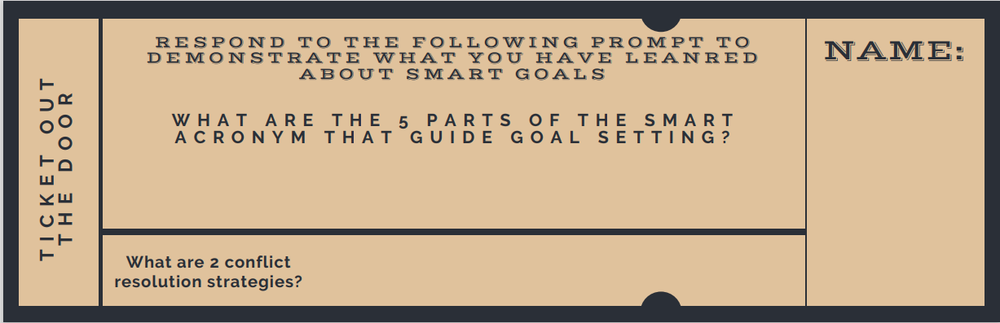 TICKET OUT
THE DOOR
RESPOND TO THE FOLLOWING PROMPT TO
DEMONSTRATE WHAT YOU HAVE LEANRED
ABOUT SMART GOALS
WHAT ARE THE 5 PARTS OF THE SMART
ACRONYM THAT GUIDE GOAL SETTING?
What are 2 conflict
resolution strategies?
NAME: